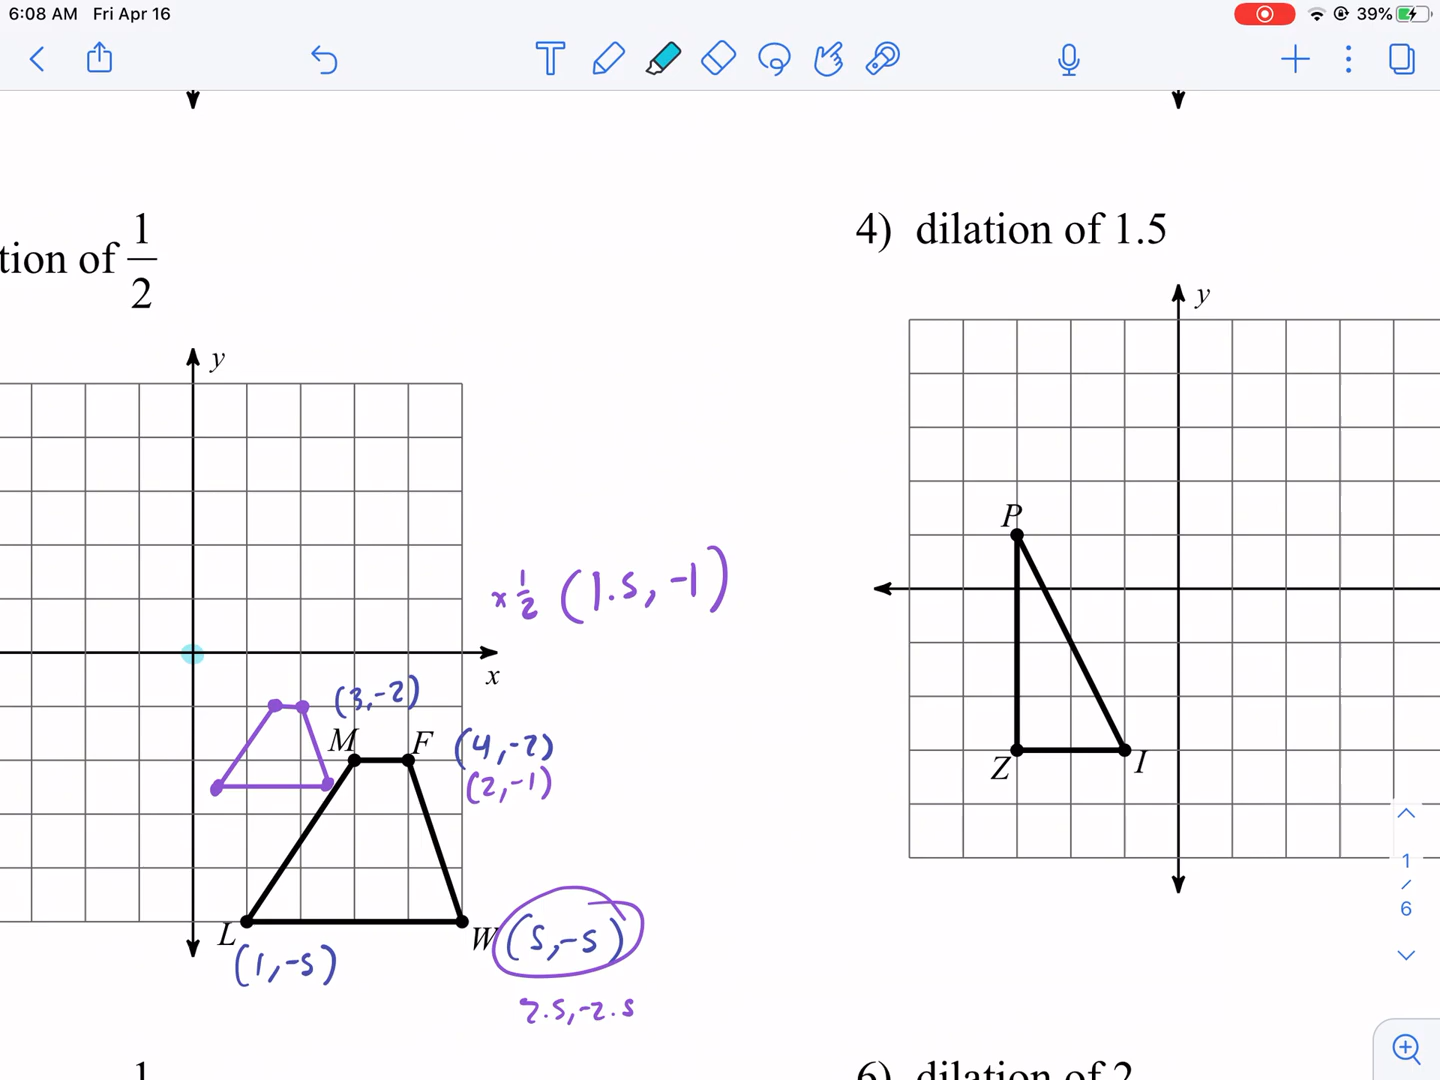 6:08 AM Fri Apr 16
39%
T
tion of 1/2
4) dilation of 1.5
y
y
P
× 1/2 (1.5, -1)
x
(3, -2)
M
F
(4, -2)
(2, -1)
Z
I
1
/
6
L
W
(5, -5)
(1, -5)
2.5, -2.5
1
6) dilation of 2